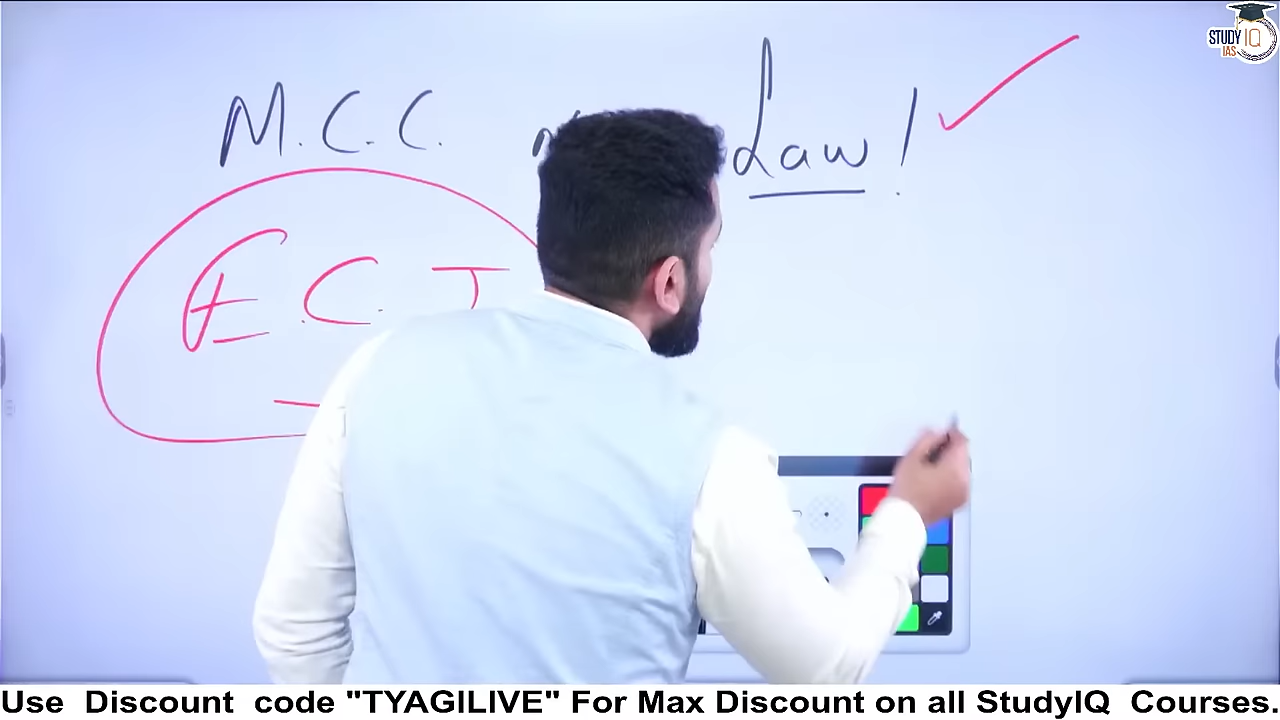 STUDY IQ
IAS
M.C.C. Law!
E.C.I
Use Discount code "TYAGILIVE" For Max Discount on all StudyIQ Courses.